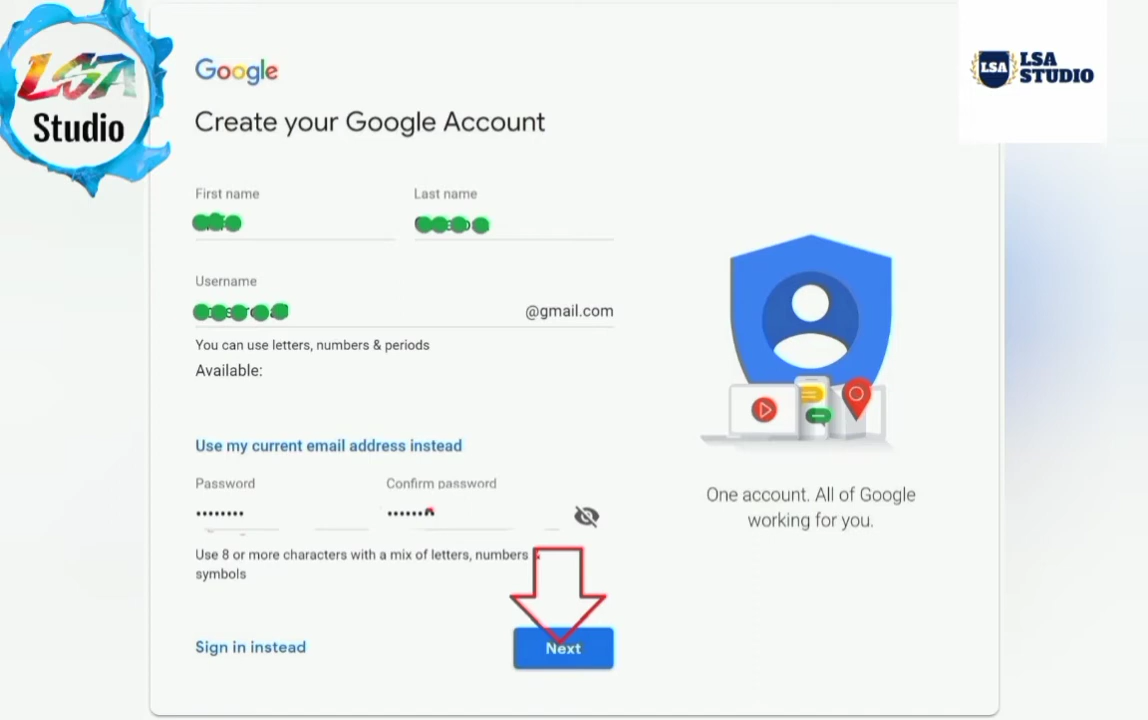 LSA
Studio
LSA
LSA
STUDIO
Google
Create your Google Account
First name
Last name
Username
@gmail.com
You can use letters, numbers & periods
Available:
Use my current email address instead
Password
Confirm password
Use 8 or more characters with a mix of letters, numbers
symbols
One account. All of Google
working for you.
Sign in instead
Next